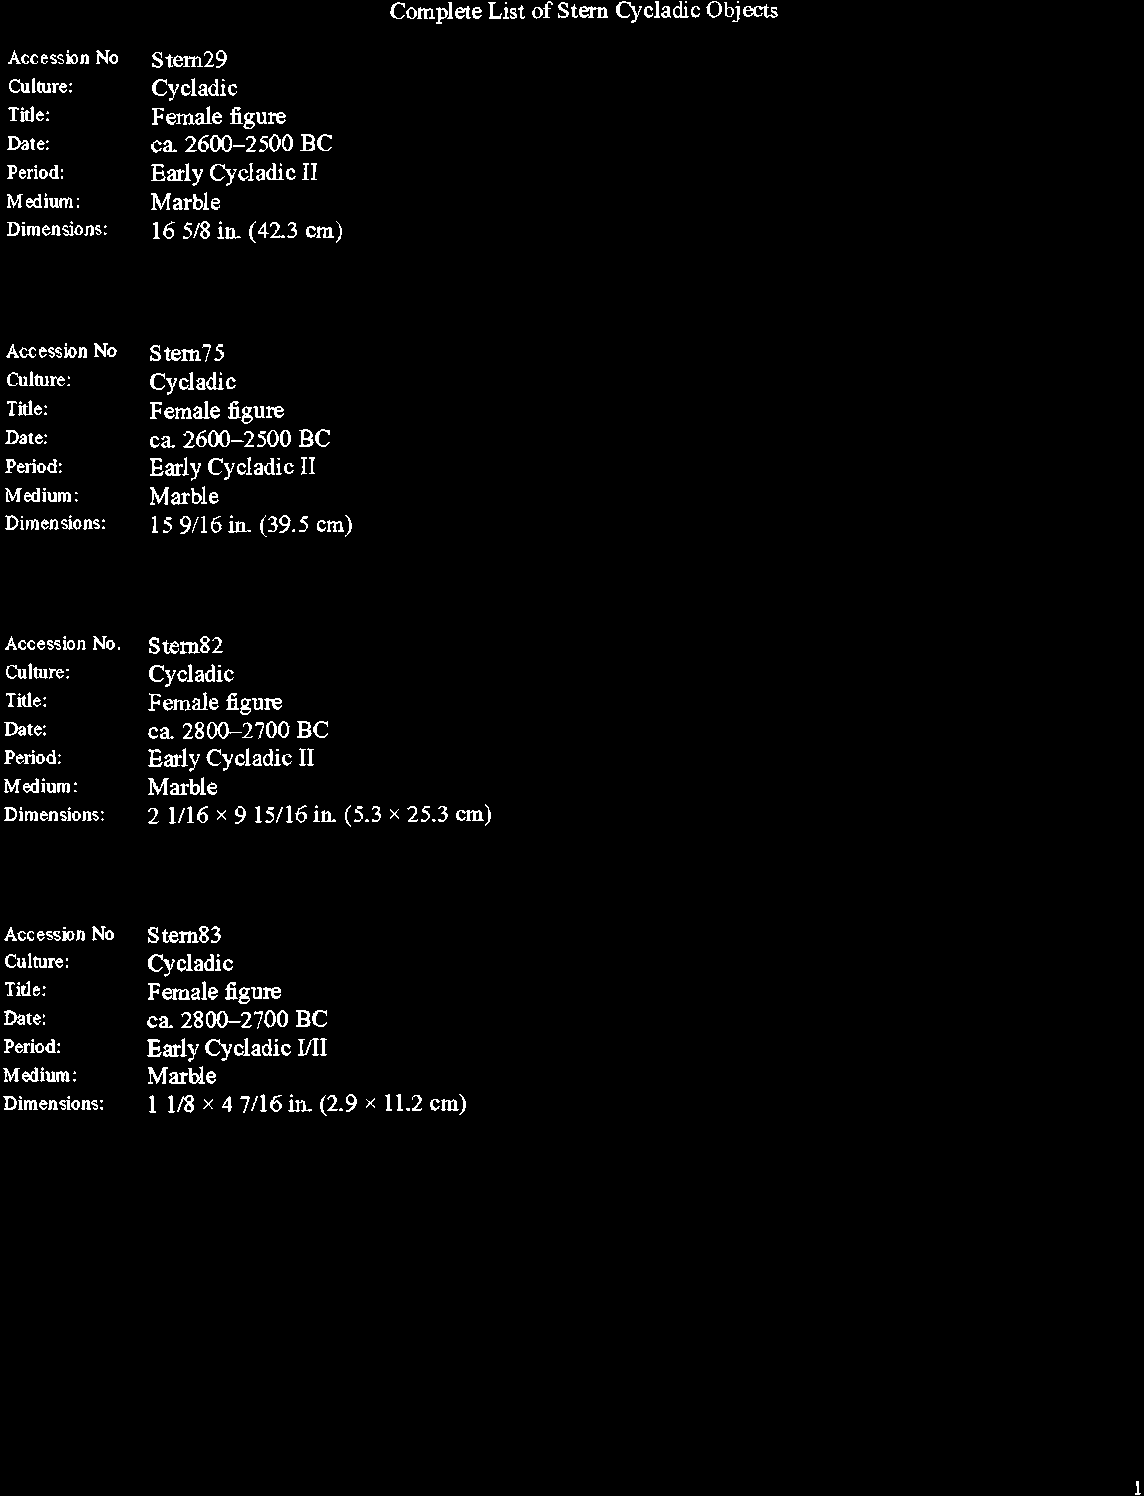 Complete List of Stern Cycladic Objects
Accession No Stern29
Culture: Cycladic
Title: Female figure
Date: ca. 2600–2500 BC
Period: Early Cycladic II
Medium: Marble
Dimensions: 16 5/8 in. (42.3 cm)
Accession No Stern75
Culture: Cycladic
Title: Female figure
Date: ca. 2600–2500 BC
Period: Early Cycladic II
Medium: Marble
Dimensions: 15 9/16 in. (39.5 cm)
Accession No. Stern82
Culture: Cycladic
Title: Female figure
Date: ca. 2800–2700 BC
Period: Early Cycladic II
Medium: Marble
Dimensions: 2 1/16 × 9 15/16 in. (5.3 × 25.3 cm)
Accession No Stern83
Culture: Cycladic
Title: Female figure
Date: ca. 2800–2700 BC
Period: Early Cycladic I/II
Medium: Marble
Dimensions: 1 1/8 × 4 7/16 in. (2.9 × 11.2 cm)
1